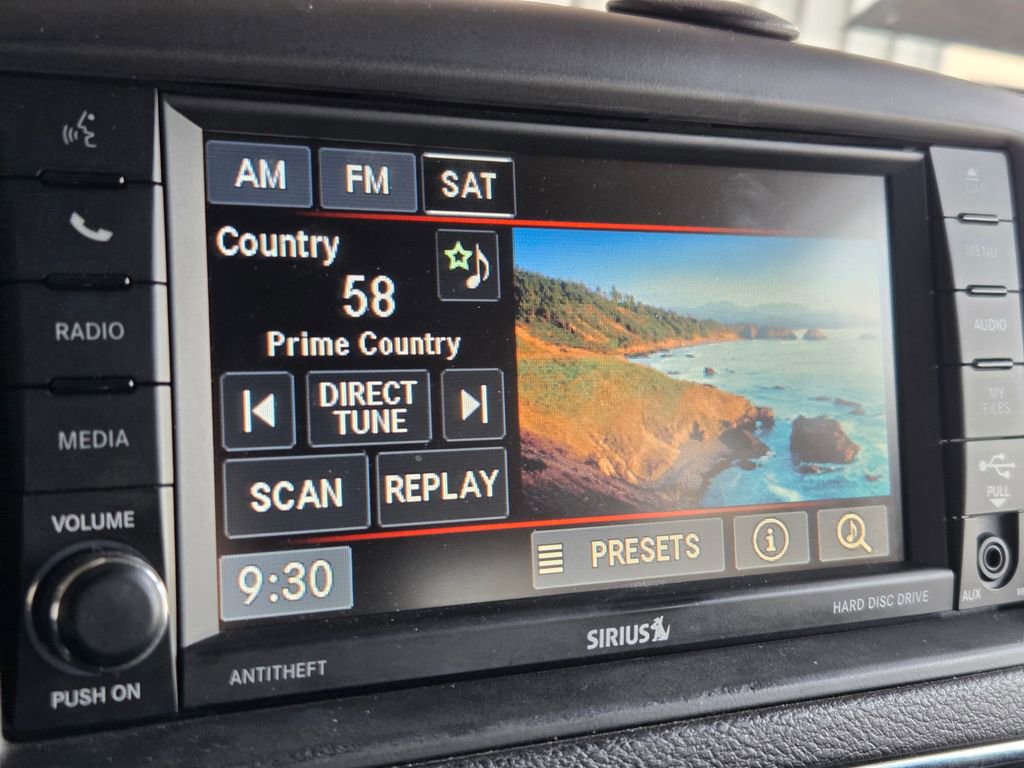 AM FM SAT
Country
58
Prime Country
DIRECT
TUNE
SCAN REPLAY
PRESETS
9:30
RADIO
MEDIA
VOLUME
PUSH ON
LOAD
MENU
AUDIO
MY
FILES
PULL
AUX
ANTITHEFT
SIRIUS
HARD DISC DRIVE